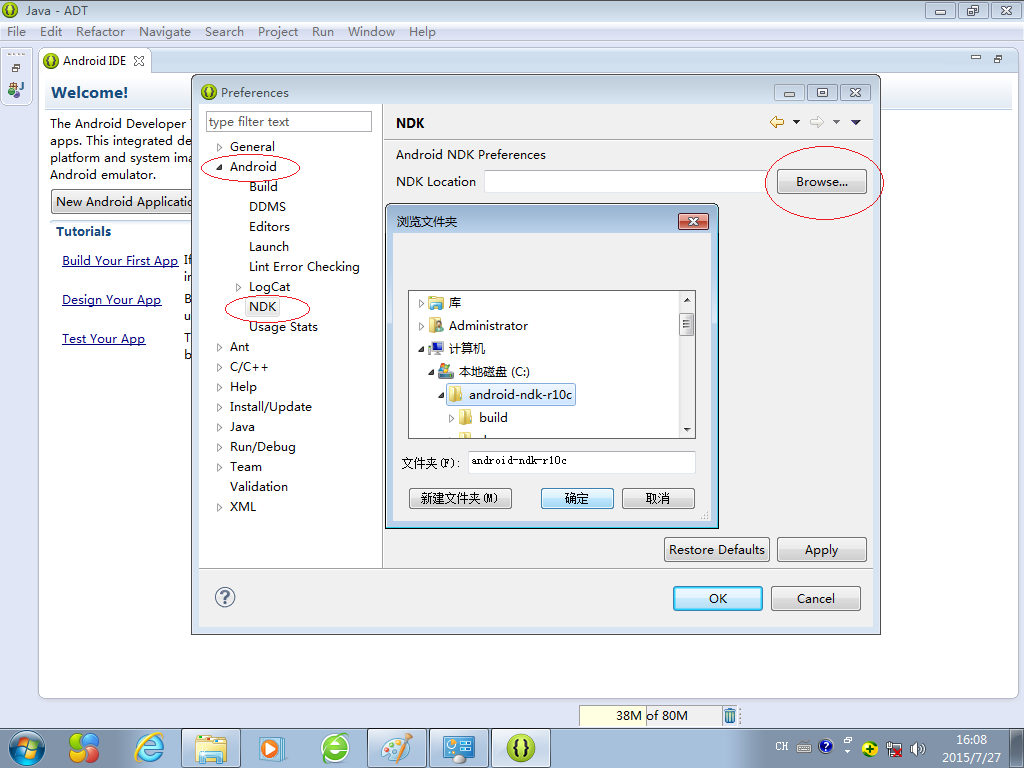 Java - ADT
File Edit Refactor Navigate Search Project Run Window Help
Android IDE
Welcome!
The Android Developer
apps. This integrated de
platform and system ima
Android emulator.
New Android Applicatio
Tutorials
Build Your First App
Design Your App
Test Your App
Preferences
type filter text
General
Android
Build
DDMS
Editors
Launch
Lint Error Checking
LogCat
NDK
Usage Stats
Ant
C/C++
Help
Install/Update
Java
Run/Debug
Team
Validation
XML
NDK
Android NDK Preferences
NDK Location
Browse...
浏览文件夹
库
Administrator
计算机
本地磁盘 (C:)
android-ndk-r10c
build
文件夹(F): android-ndk-r10c
新建文件夹(M) 确定 取消
Restore Defaults Apply
OK Cancel
38M of 80M
CH
16:08
2015/7/27